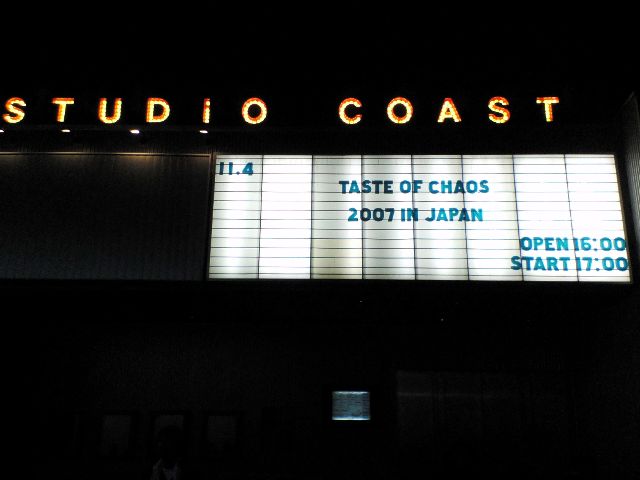 STUDIO COAST
11.4
TASTE OF CHAOS
2007 IN JAPAN
OPEN 16:00
START 17:00